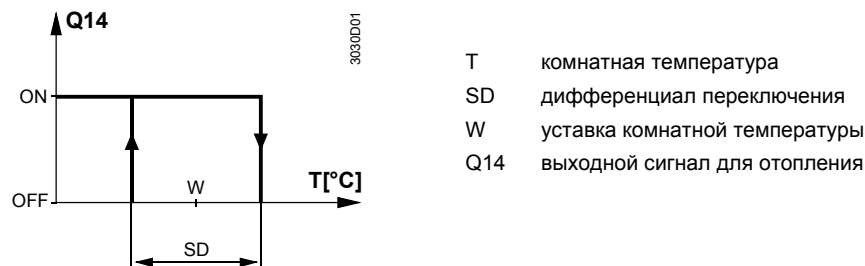 Q14
3030D01
ON
OFF
W
T[°C]
SD
T комнатная температура
SD дифференциал переключения
W уставка комнатной температуры
Q14 выходной сигнал для отопления